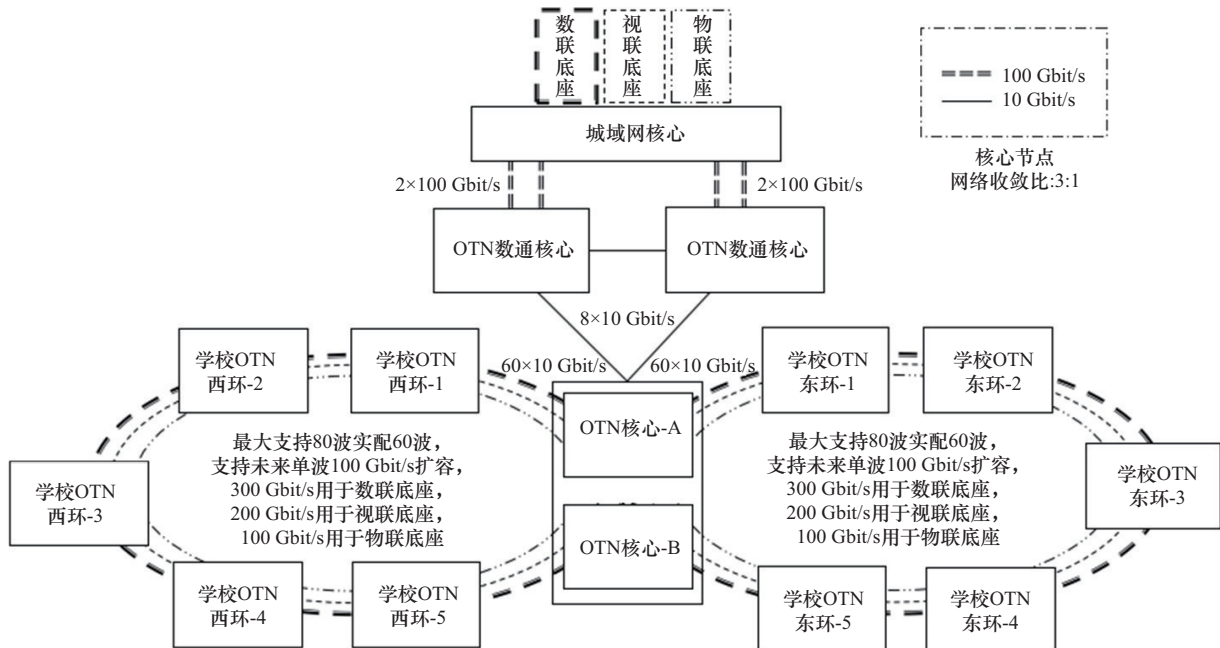 数联底座
视联底座
物联底座
100 Gbit/s
10 Gbit/s
核心节点
网络收敛比:3:1
城域网核心
2×100 Gbit/s
2×100 Gbit/s
OTN数通核心
OTN数通核心
8×10 Gbit/s
60×10 Gbit/s
60×10 Gbit/s
学校OTN
西环-2
学校OTN
西环-1
学校OTN
东环-1
学校OTN
东环-2
OTN核心-A
最大支持80波实配60波，
支持未来单波100 Gbit/s扩容，
300 Gbit/s用于数联底座，
200 Gbit/s用于视联底座，
100 Gbit/s用于物联底座
最大支持80波实配60波，
支持未来单波100 Gbit/s扩容，
300 Gbit/s用于数联底座，
200 Gbit/s用于视联底座，
100 Gbit/s用于物联底座
学校OTN
西环-3
学校OTN
东环-3
OTN核心-B
学校OTN
西环-4
学校OTN
西环-5
学校OTN
东环-5
学校OTN
东环-4